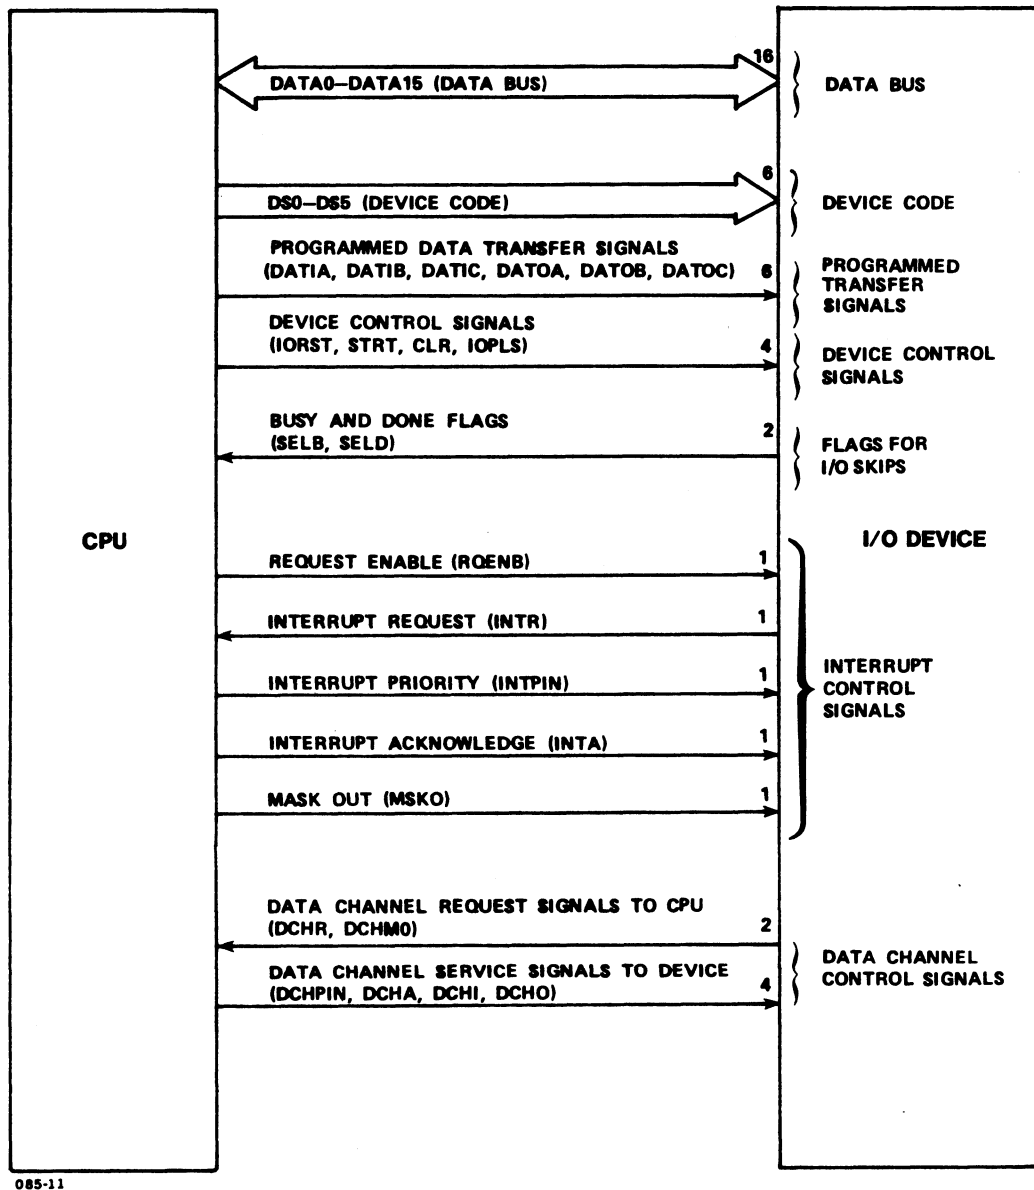 16
DATA0–DATA15 (DATA BUS)
DATA BUS
6
DS0–DS5 (DEVICE CODE)
DEVICE CODE
PROGRAMMED DATA TRANSFER SIGNALS
(DATIA, DATIB, DATIC, DATOA, DATOB, DATOC)
6
PROGRAMMED
TRANSFER
SIGNALS
DEVICE CONTROL SIGNALS
(IORST, STRT, CLR, IOPLS)
4
DEVICE CONTROL
SIGNALS
BUSY AND DONE FLAGS
(SELB, SELD)
2
FLAGS FOR
I/O SKIPS
CPU
I/O DEVICE
REQUEST ENABLE (RQENB)
1
INTERRUPT REQUEST (INTR)
1
INTERRUPT PRIORITY (INTPIN)
1
INTERRUPT ACKNOWLEDGE (INTA)
1
MASK OUT (MSKO)
1
INTERRUPT
CONTROL
SIGNALS
DATA CHANNEL REQUEST SIGNALS TO CPU
(DCHR, DCHM0)
2
DATA CHANNEL SERVICE SIGNALS TO DEVICE
(DCHPIN, DCHA, DCHI, DCHO)
4
DATA CHANNEL
CONTROL SIGNALS
085-11